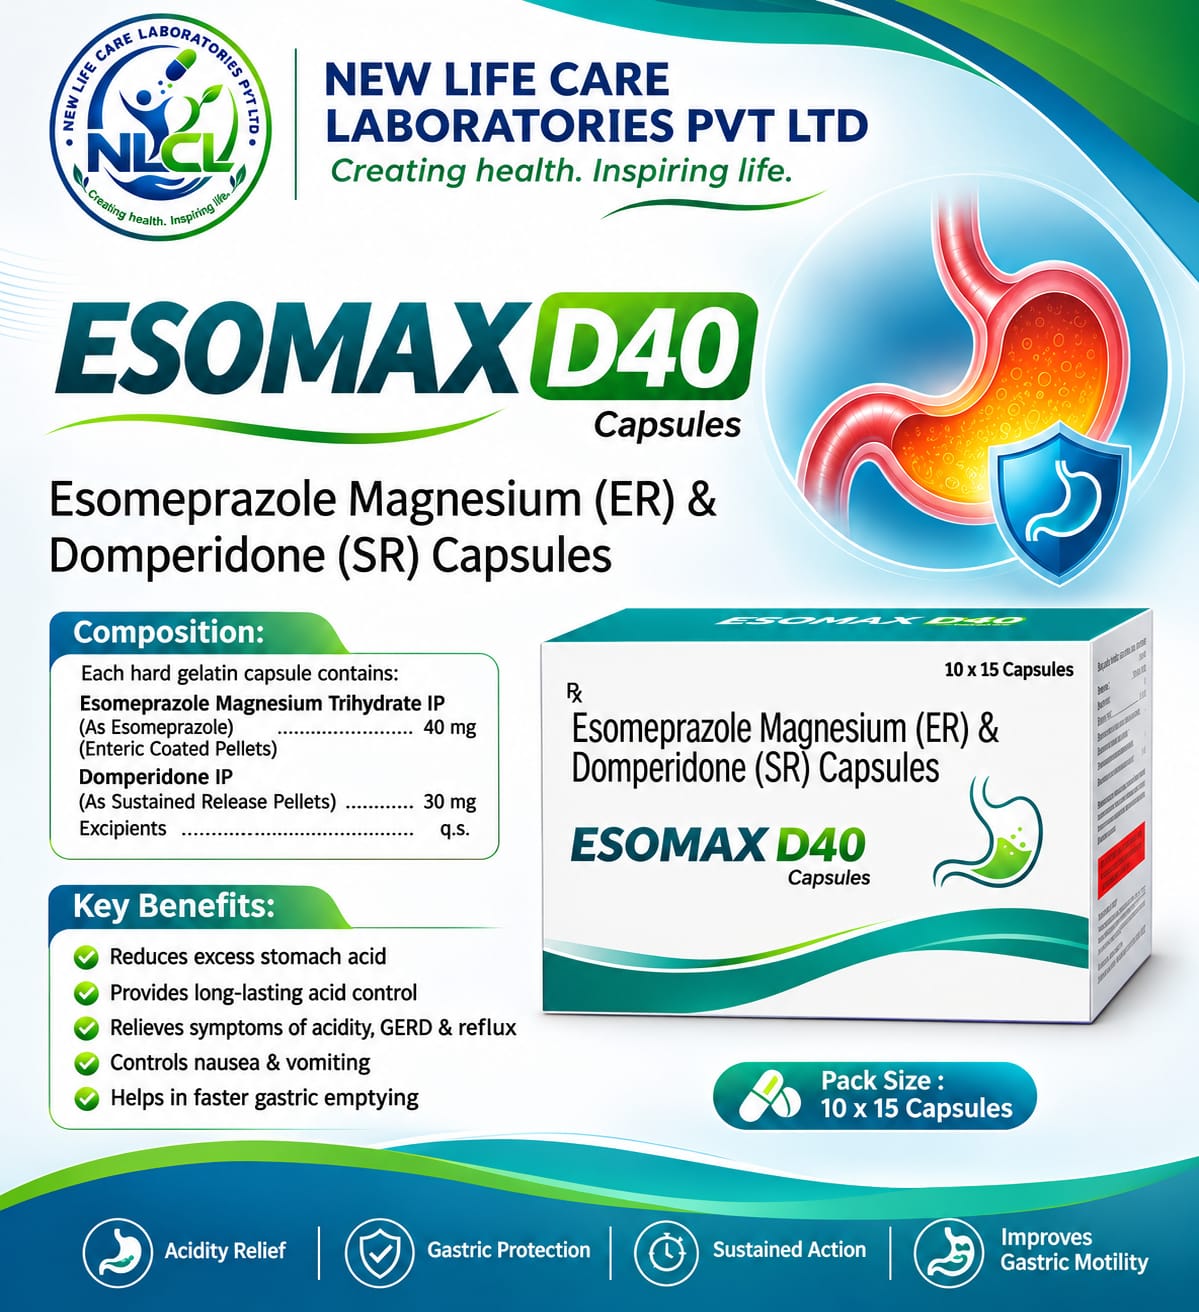 NEW LIFE CARE LABORATORIES PVT LTD
NLCL
Creating health. Inspiring life.
NEW LIFE CARE
LABORATORIES PVT LTD
Creating health. Inspiring life.
ESOMAX D40
Capsules
Esomeprazole Magnesium (ER) &
Domperidone (SR) Capsules
Composition:
Each hard gelatin capsule contains:
Esomeprazole Magnesium Trihydrate IP
(As Esomeprazole) ........................ 40 mg
(Enteric Coated Pellets)
Domperidone IP
(As Sustained Release Pellets) ............ 30 mg
Excipients ......................................... q.s.
Key Benefits:
Reduces excess stomach acid
Provides long-lasting acid control
Relieves symptoms of acidity, GERD & reflux
Controls nausea & vomiting
Helps in faster gastric emptying
ESOMAX D40
10 x 15 Capsules
Rx
Esomeprazole Magnesium (ER) &
Domperidone (SR) Capsules
ESOMAX D40
Capsules
Pack Size :
10 x 15 Capsules
Acidity Relief
Gastric Protection
Sustained Action
Improves
Gastric Motility